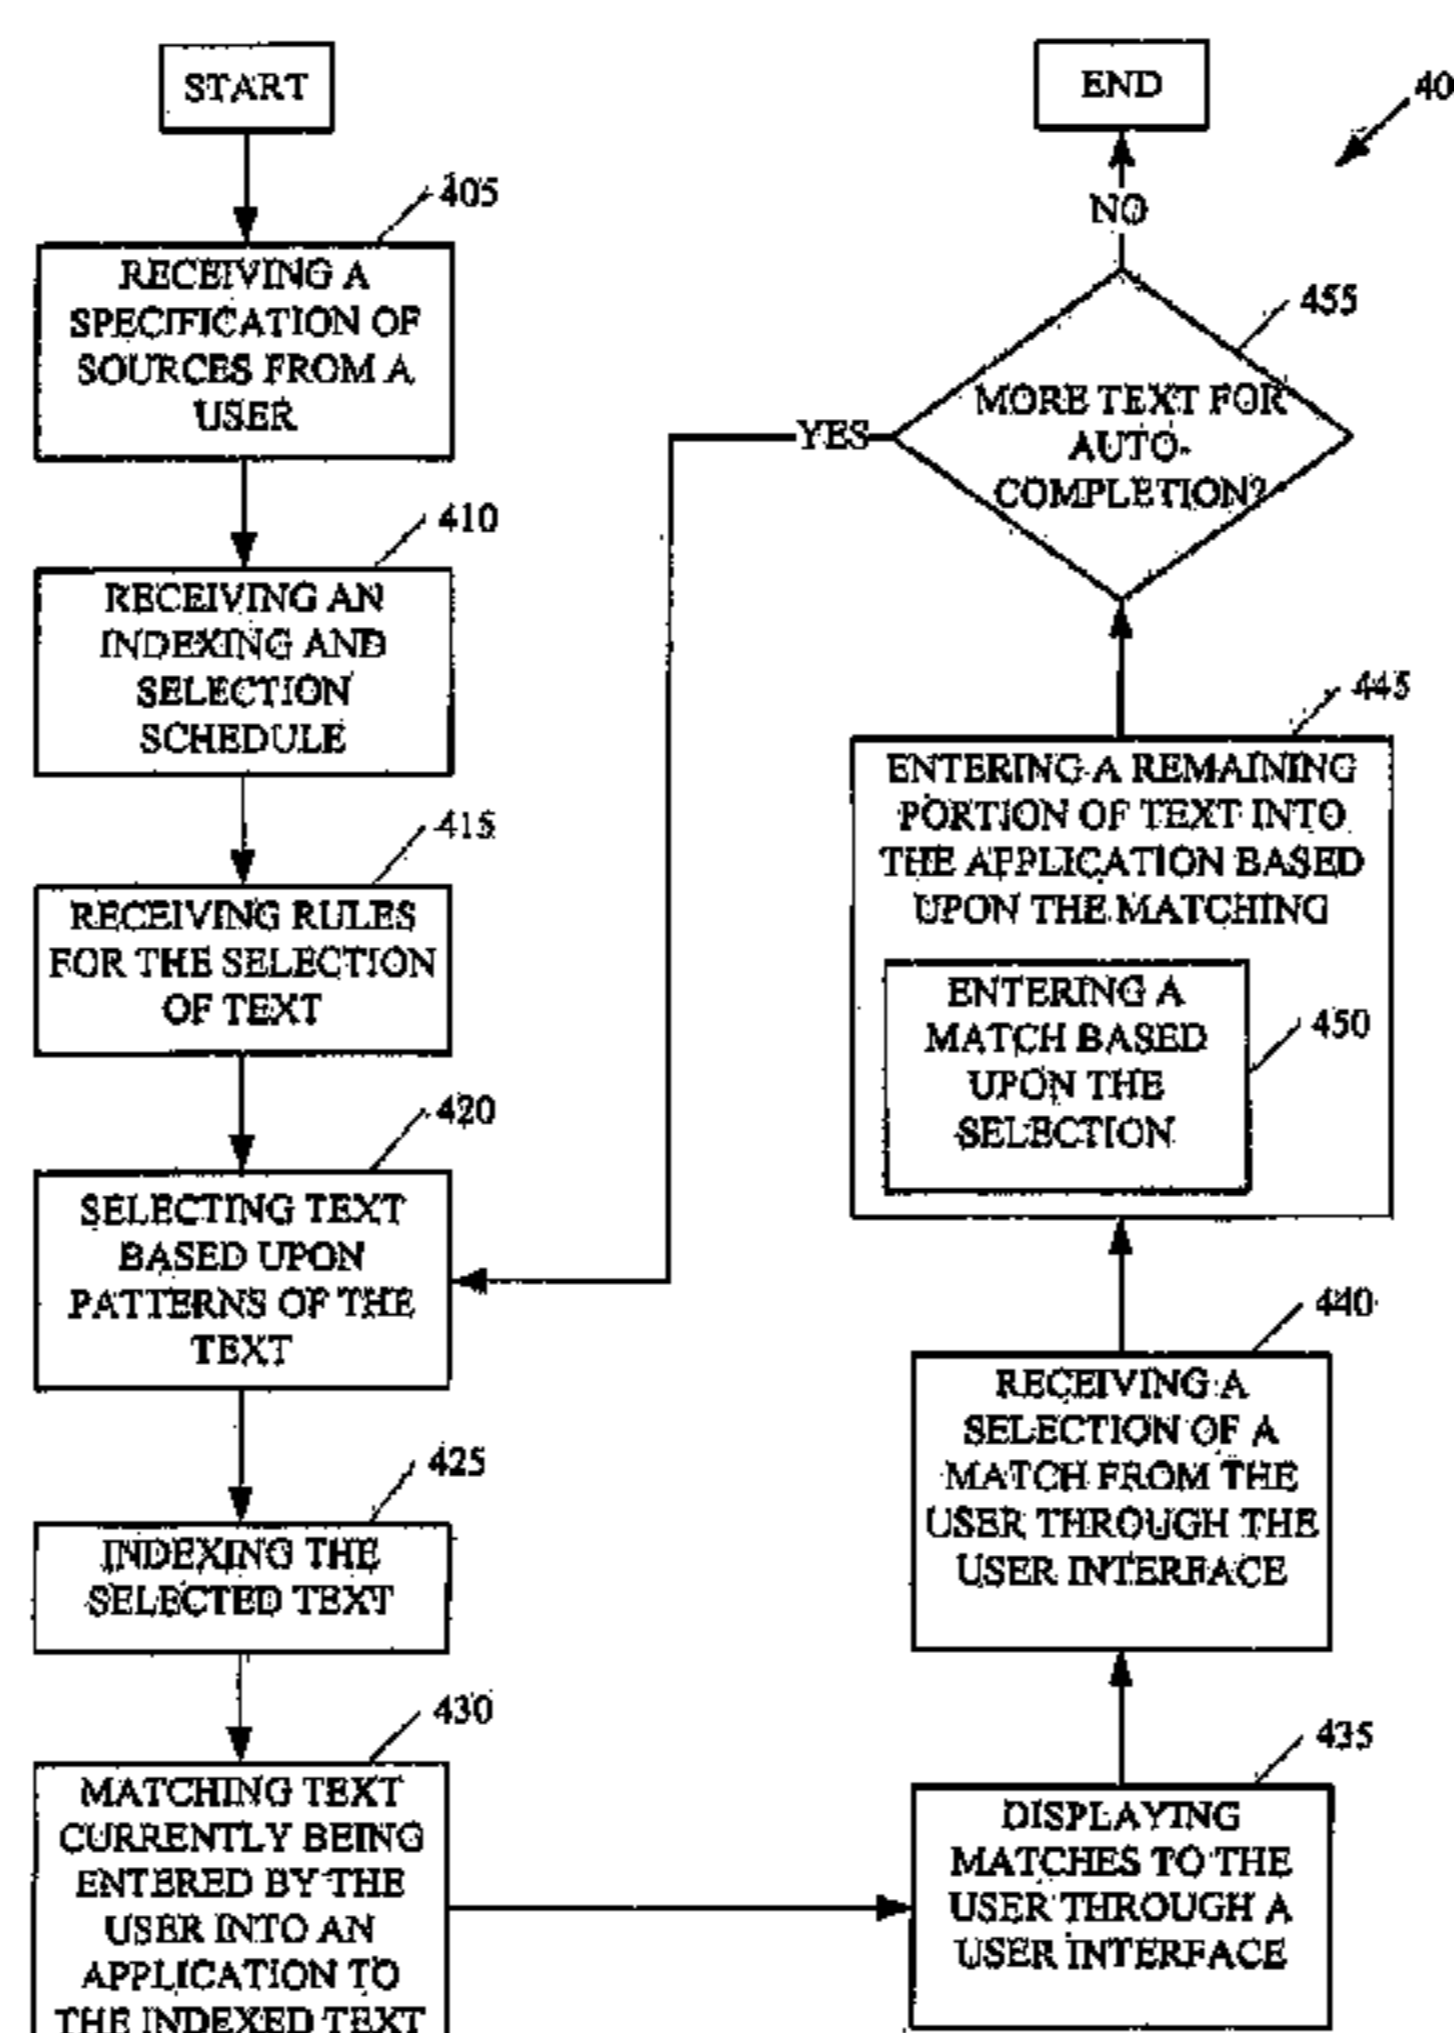 START
405
RECEIVING A
SPECIFICATION OF
SOURCES FROM A
USER
410
RECEIVING AN
INDEXING AND
SELECTION
SCHEDULE
415
RECEIVING RULES
FOR THE SELECTION
OF TEXT
420
SELECTING TEXT
BASED UPON
PATTERNS OF THE
TEXT
425
INDEXING THE
SELECTED TEXT
430
MATCHING TEXT
CURRENTLY BEING
ENTERED BY THE
USER INTO AN
APPLICATION TO
THE INDEXED TEXT
435
DISPLAYING
MATCHES TO THE
USER THROUGH A
USER INTERFACE
440
RECEIVING A
SELECTION OF A
MATCH FROM THE
USER THROUGH THE
USER INTERFACE
445
ENTERING A REMAINING
PORTION OF TEXT INTO
THE APPLICATION BASED
UPON THE MATCHING
450
ENTERING A
MATCH BASED
UPON THE
SELECTION
455
MORE TEXT FOR
AUTO-
COMPLETION?
YES
NO
END
40